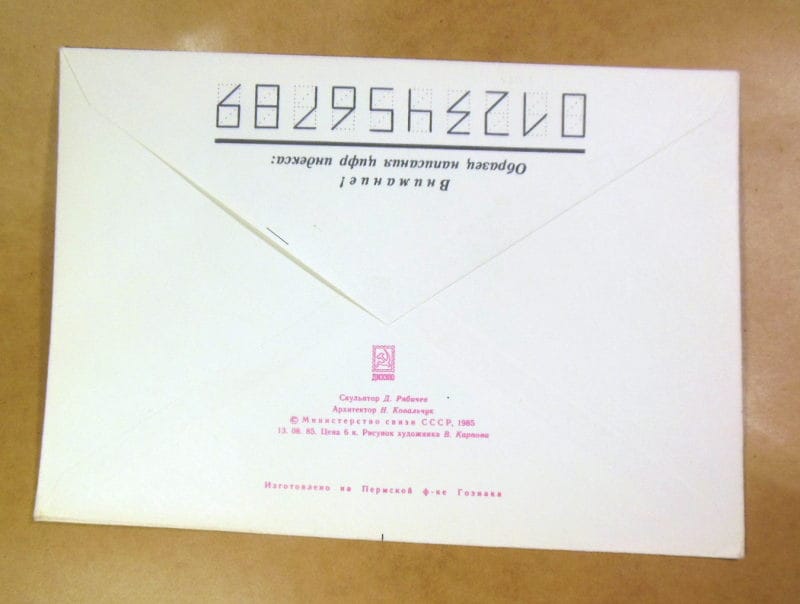 Внимание!
Образец написания цифр индекса:
0123456789
Скульптор Д. Рябичев
Архитектор Н. Ковальчук
© Министерство связи СССР, 1985
13. 08. 85. Цена 6 к. Рисунок художника В. Карпова
Изготовлено на Пермской ф-ке Гознака